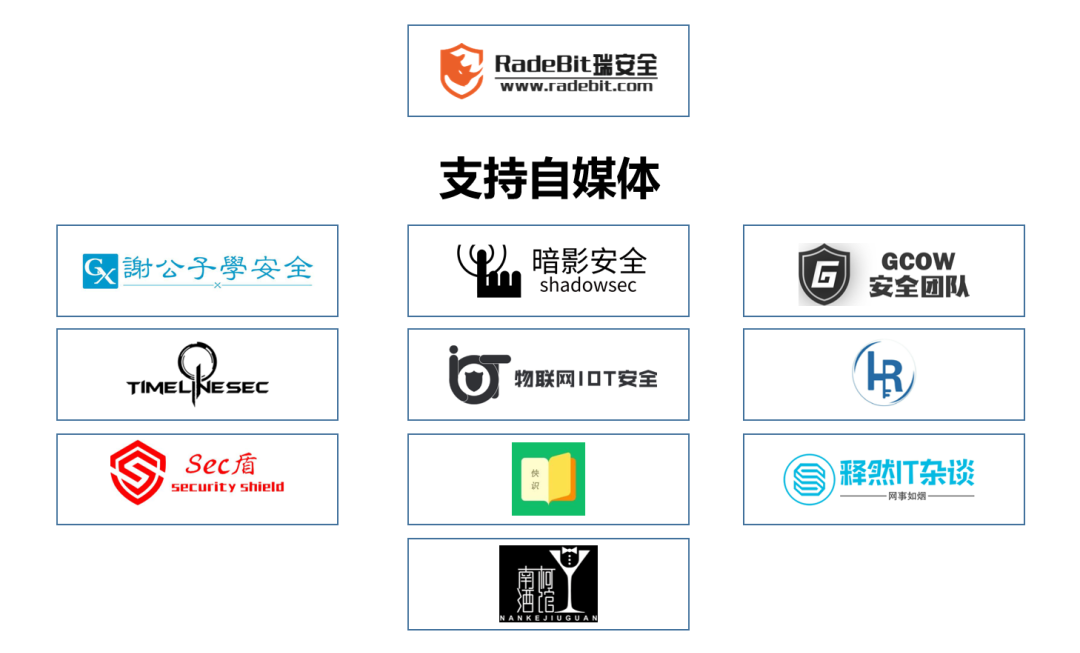 RadeBit瑞安全
www.radebit.com
支持自媒体
GX 謝公子學安全
暗影安全
shadowsec
G
GCOW
安全团队
TIMELINESEC
IOT 物联网IOT安全
HR
S
Sec盾
security shield
快
识
S
释然IT杂谈
网事如烟
南柯
酒馆
NANKEJIUGUAN